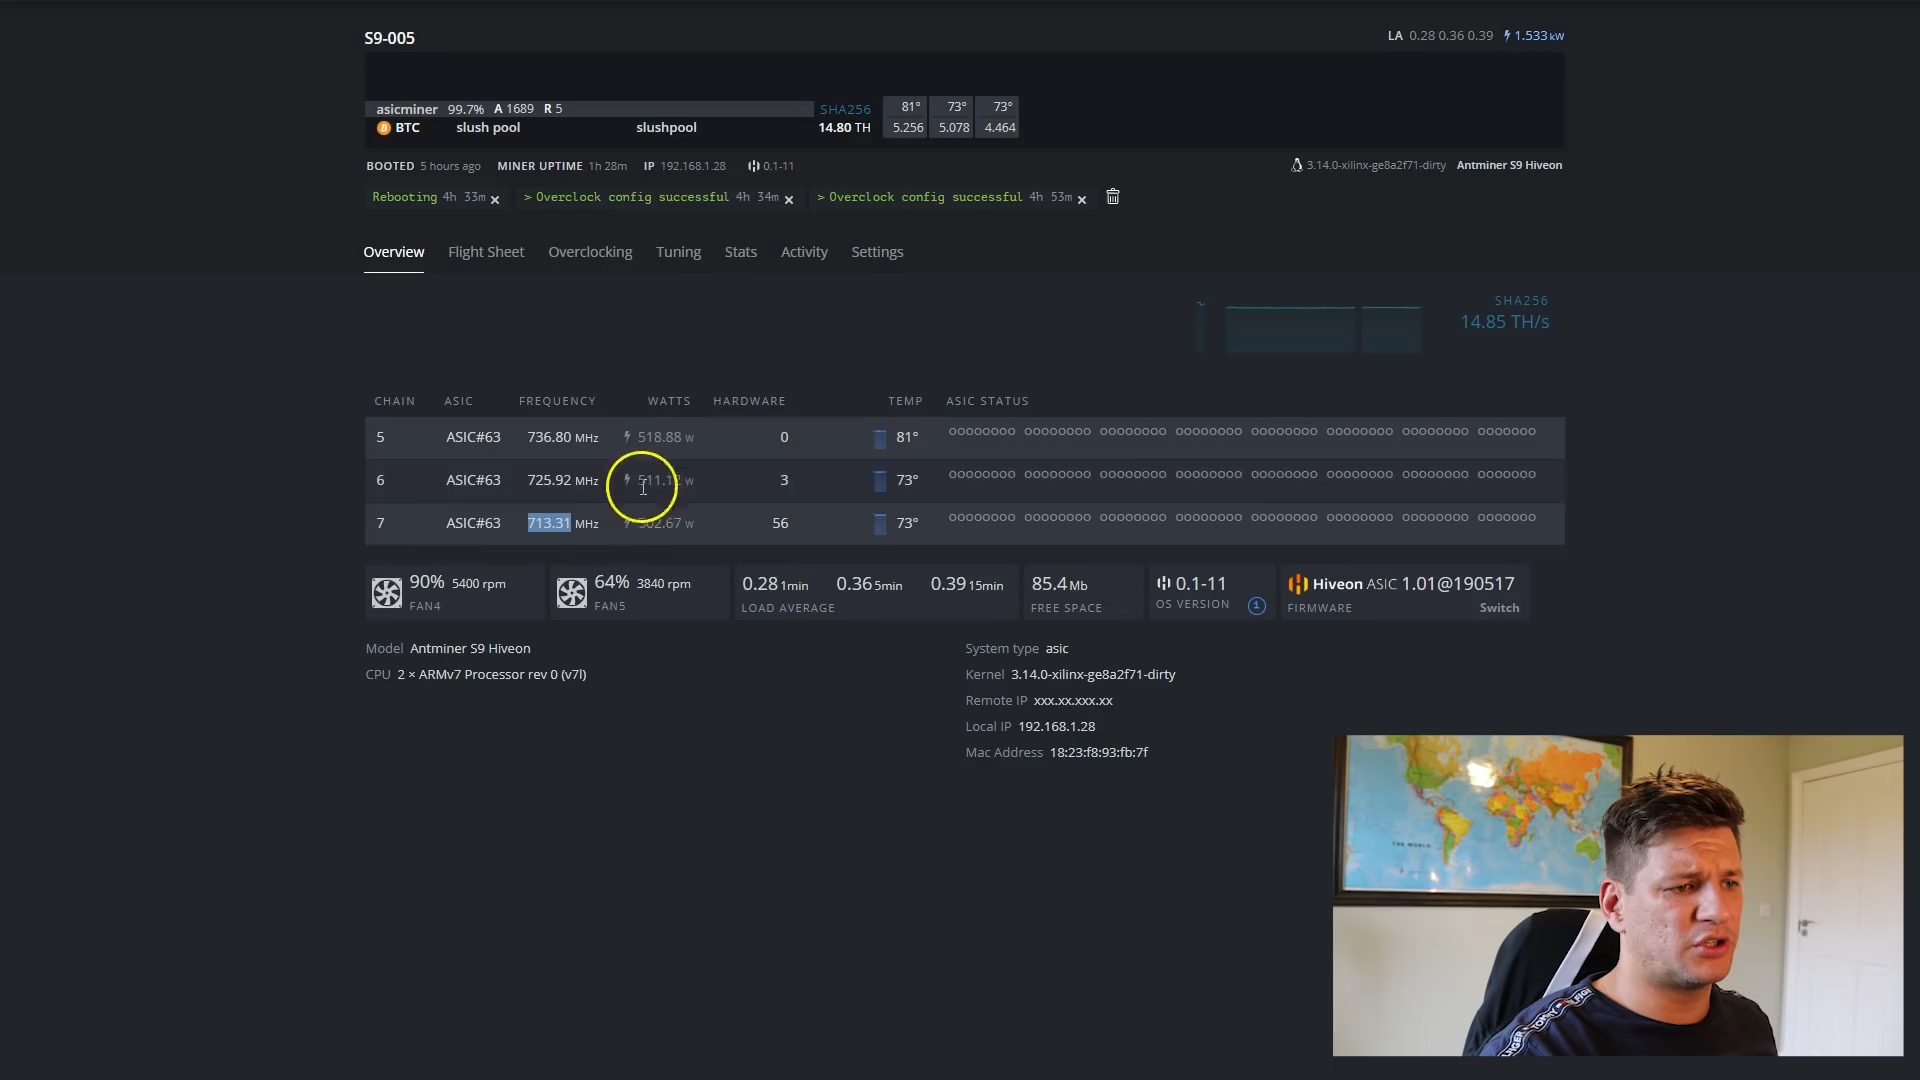 S9-005
LA 0.28 0.36 0.39 1.533 kW
asicminer 99.7% A 1689 R 5 SHA256 81° 73° 73°
BTC slush pool slushpool 14.80 TH 5.256 5.078 4.464
BOOTED 5 hours ago MINER UPTIME 1h 28m IP 192.168.1.28 0.1-11 3.14.0-xilinx-ge8a2f71-dirty Antminer S9 Hiveon
Rebooting 4h 33m × > Overclock config successful 4h 34m × > Overclock config successful 4h 53m ×
Overview Flight Sheet Overclocking Tuning Stats Activity Settings
SHA256
14.85 TH/s
CHAIN ASIC FREQUENCY WATTS HARDWARE TEMP ASIC STATUS
5 ASIC#63 736.80 MHz 518.88 W 0 81° oooooooo oooooooo oooooooo oooooooo oooooooo oooooooo oooooooo ooooooo
6 ASIC#63 725.92 MHz 511.12 W 3 73° oooooooo oooooooo oooooooo oooooooo oooooooo oooooooo oooooooo ooooooo
7 ASIC#63 713.31 MHz 502.67 W 56 73° oooooooo oooooooo oooooooo oooooooo oooooooo oooooooo oooooooo ooooooo
90% 5400 rpm 64% 3840 rpm 0.28 1min 0.36 5min 0.39 15min 85.4 Mb 0.1-11 Hiveon ASIC 1.01@190517
FAN4 FAN5 LOAD AVERAGE FREE SPACE OS VERSION i FIRMWARE Switch
Model Antminer S9 Hiveon
CPU 2 × ARMv7 Processor rev 0 (v7l)
System type asic
Kernel 3.14.0-xilinx-ge8a2f71-dirty
Remote IP xxx.xx.xxx.xx
Local IP 192.168.1.28
Mac Address 18:23:f8:93:fb:7f
THE WORLD
TOMMY